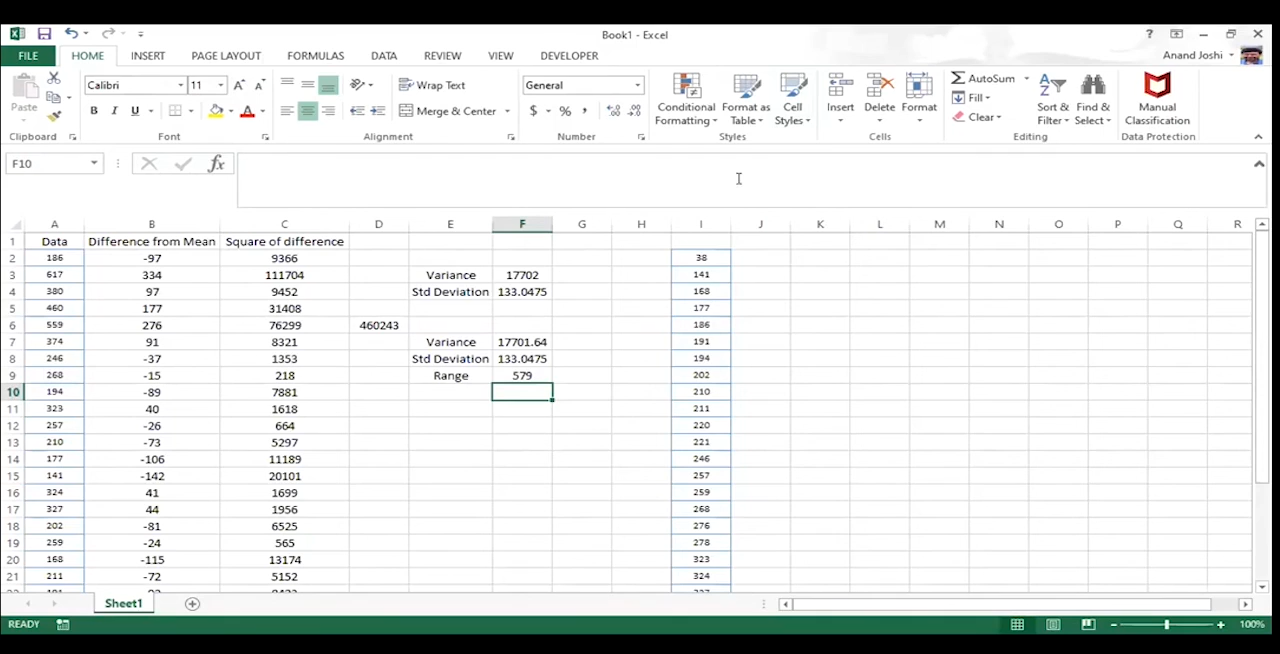 Book1 - Excel
?
FILE HOME INSERT PAGE LAYOUT FORMULAS DATA REVIEW VIEW DEVELOPER Anand Joshi
Paste
Clipboard
Calibri 11
B I U
Font
Wrap Text
Merge & Center
Alignment
General
$ % ,
Number
Conditional Formatting
Format as Table
Cell Styles
Styles
Insert Delete Format
Cells
AutoSum
Fill
Clear
Sort & Filter
Find & Select
Editing
Manual Classification
Data Protection
F10 fx
A B C D E F G H I J K L M N O P Q R
1 Data Difference from Mean Square of difference
2 186 -97 9366 38
3 617 334 111704 Variance 17702 141
4 380 97 9452 Std Deviation 133.0475 168
5 460 177 31408 177
6 559 276 76299 460243 186
7 374 91 8321 Variance 17701.64 191
8 246 -37 1353 Std Deviation 133.0475 194
9 268 -15 218 Range 579 202
10 194 -89 7881 210
11 323 40 1618 211
12 257 -26 664 220
13 210 -73 5297 221
14 177 -106 11189 246
15 141 -142 20101 257
16 324 41 1699 259
17 327 44 1956 268
18 202 -81 6525 276
19 259 -24 565 278
20 168 -115 13174 323
21 211 -72 5152 324
Sheet1
READY 100%